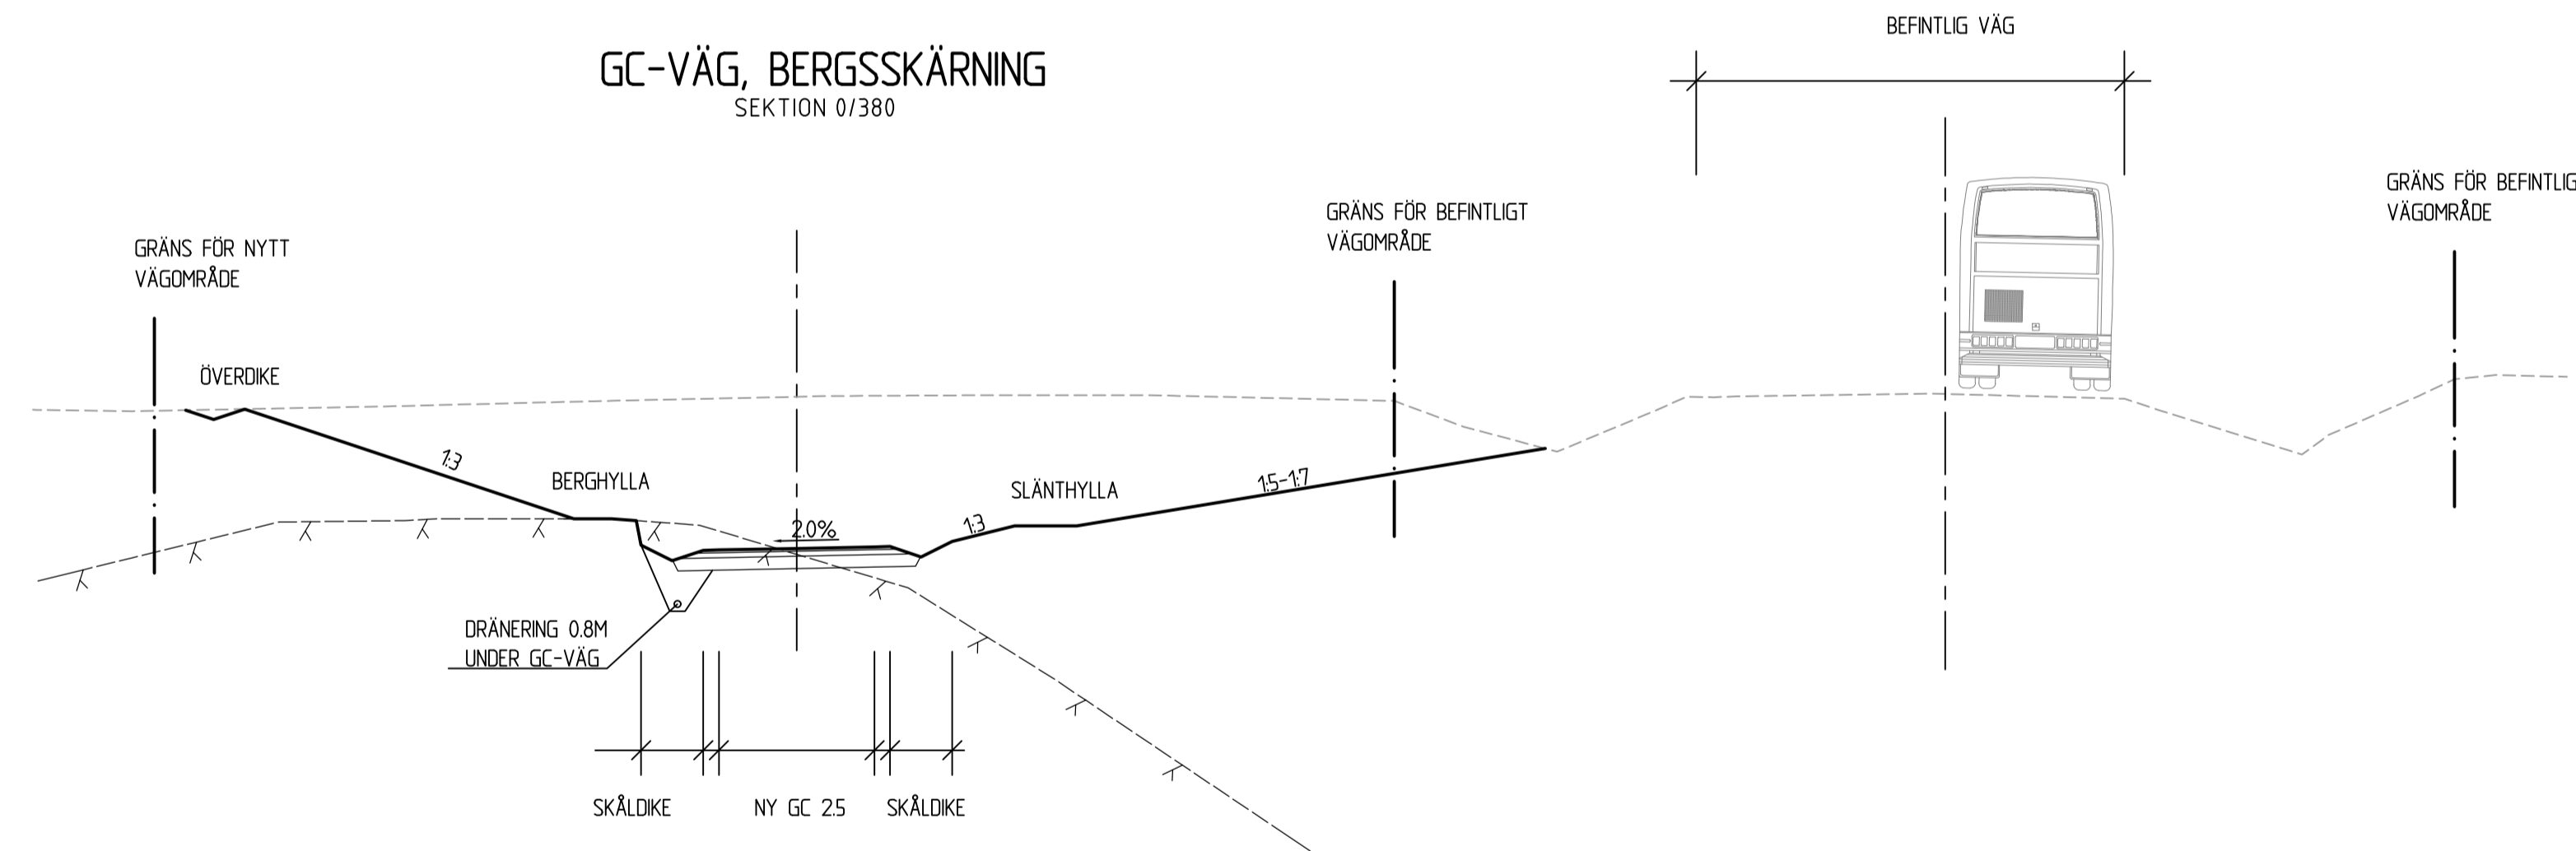 BEFINTLIG VÄG
GC-VÄG, BERGSSKÄRNING
SEKTION 0/380
GRÄNS FÖR BEFINTLIG
VÄGOMRÅDE
GRÄNS FÖR BEFINTLIGT
VÄGOMRÅDE
GRÄNS FÖR NYTT
VÄGOMRÅDE
ÖVERDIKE
1:3
BERGHYLLA
SLÄNTHYLLA
1:5-1:7
1:3
2.0%
DRÄNERING 0.8M
UNDER GC-VÄG
SKÅLDIKE
NY GC 2.5
SKÅLDIKE